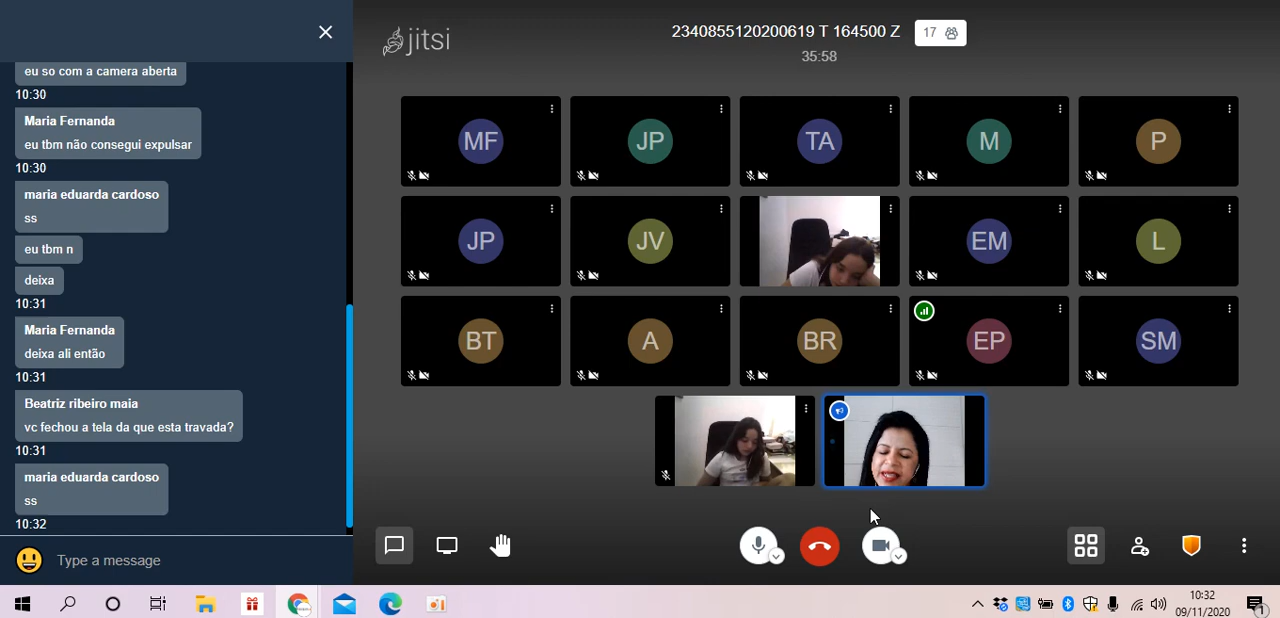 eu so com a camera aberta
10:30
Maria Fernanda
eu tbm não consegui expulsar
10:30
maria eduarda cardoso
ss
eu tbm n
deixa
10:31
Maria Fernanda
deixa ali então
10:31
Beatriz ribeiro maia
vc fechou a tela da que esta travada?
10:31
maria eduarda cardoso
ss
10:32
Type a message
jitsi
2340855120200619 T 164500 Z
17
35:58
MF
JP
TA
M
P
JP
JV
EM
L
BT
A
BR
EP
SM
10:32
09/11/2020
1